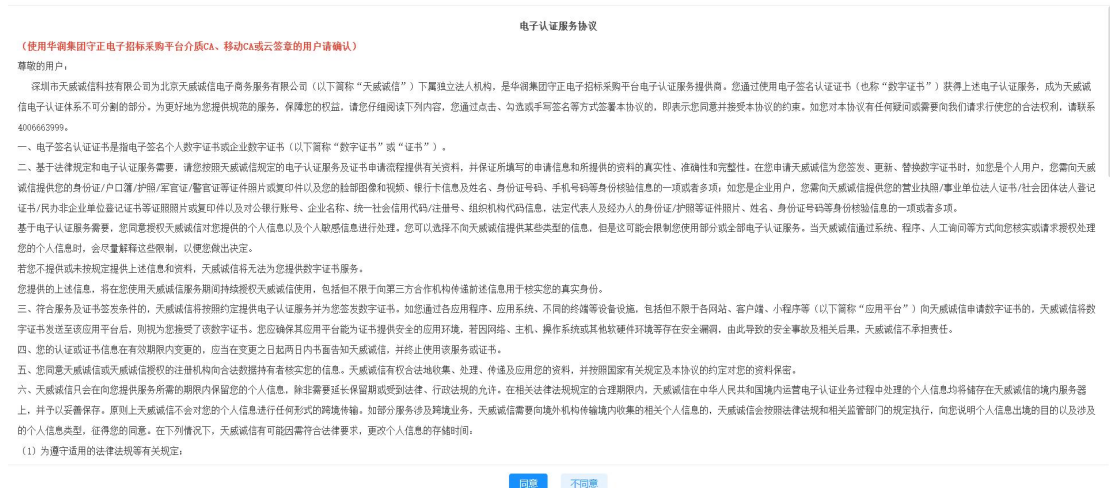 电子认证服务协议
（使用华润集团守正电子招标采购平台介质CA、移动CA或云签章的用户请确认）
尊敬的用户：
深圳市天威诚信科技有限公司为北京天威诚信电子商务服务有限公司（以下简称“天威诚信”）下属独立法人机构，是华润集团守正电子招标采购平台电子认证服务提供商。您通过使用电子签名认证证书（也称“数字证书”）获得上述电子认证服务，成为天威诚
信电子认证体系不可分割的部分。为更好地为您提供规范的服务，保障您的权益，请您仔细阅读下列内容，您通过点击、勾选或手写签名等方式签署本协议的，即表示您同意并接受本协议的约束。如您对本协议有任何疑问或需要向我们请求行使您的合法权利，请联系
4006663999。
一、电子签名认证证书是指电子签名个人数字证书或企业数字证书（以下简称“数字证书”或“证书”）。
二、基于法律规定和电子认证服务需要，请您按照天威诚信规定的电子认证服务及证书申请流程提供有关资料，并保证所填写的申请信息和所提供的资料的真实性、准确性和完整性。在您申请天威诚信为您签发、更新、替换数字证书时，如您是个人用户，您需向天威
诚信提供您的身份证/户口簿/护照/军官证/警官证等证件照片或复印件以及您的脸部图像和视频、银行卡信息及姓名、身份证号码、手机号码等身份核验信息的一项或者多项；如您是企业用户，您需向天威诚信提供您的营业执照/事业单位法人证书/社会团体法人登记
证书/民办非企业单位登记证书等证照照片或复印件以及对公银行账号、企业名称、统一社会信用代码/注册号、组织机构代码信息，法定代表人及经办人的身份证/护照等证件照片、姓名、身份证号码等身份核验信息的一项或者多项。
基于电子认证服务需要，您同意授权天威诚信对您提供的个人信息以及个人敏感信息进行处理。您可以选择不向天威诚信提供某些类型的信息，但是这可能会限制您使用部分或全部电子认证服务。当天威诚信通过系统、程序、人工询问等方式向您核实或请求授权处理
您的个人信息时，会尽量解释这些限制，以便您做出决定。
若您不提供或未按规定提供上述信息和资料，天威诚信将无法为您提供数字证书服务。
您提供的上述信息，将在您使用天威诚信服务期间持续授权天威诚信使用，包括但不限于向第三方合作机构传递前述信息用于核实您的真实身份。
三、符合服务及证书签发条件的，天威诚信将按照约定提供电子认证服务并为您签发数字证书。如您通过各应用程序、应用系统、不同的终端等设备设施，包括但不限于各网站、客户端、小程序等（以下简称“应用平台”）向天威诚信申请数字证书的，天威诚信将数
字证书发送至该应用平台后，则视为您接受了该数字证书。您应确保其应用平台能为证书提供安全的应用环境，若因网络、主机、操作系统或其他软硬件环境等存在安全漏洞，由此导致的安全事故及相关后果，天威诚信不承担责任。
四、您的认证或证书信息在有效期限内变更的，应当在变更之日起两日内书面告知天威诚信，并终止使用该服务或证书。
五、您同意天威诚信或天威诚信授权的注册机构向合法数据持有者核实您的信息。天威诚信有权合法地收集、处理、传递及应用您的资料，并按照国家有关规定及本协议的约定对您的资料保密。
六、天威诚信只会在向您提供服务所需的期限内保留您的个人信息，除非需要延长保留期或受到法律、行政法规的允许。在相关法律法规规定的合理期限内，天威诚信在中华人民共和国境内运营电子认证业务过程中处理的个人信息均将储存在天威诚信的境内服务器
上，并予以妥善保存。原则上天威诚信不会对您的个人信息进行任何形式的跨境传输。如部分服务涉及跨境业务，天威诚信需要向境外机构传输境内收集的相关个人信息的，天威诚信会按照法律法规和相关监管部门的规定执行，向您说明个人信息出境的目的以及涉及
的个人信息类型，征得您的同意。在下列情况下，天威诚信有可能因需符合法律要求，更改个人信息的存储时间：
（1）为遵守适用的法律法规等有关规定；
同意
不同意